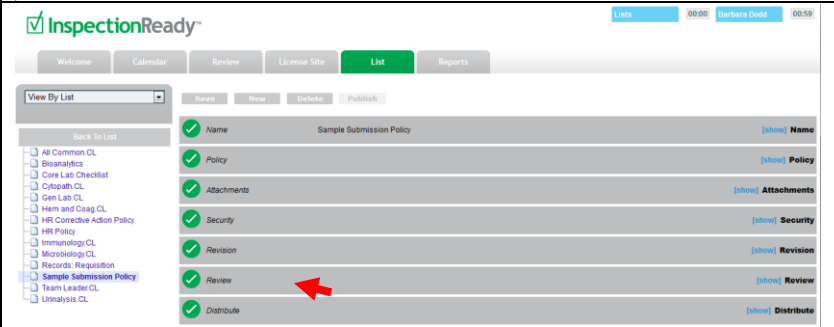 InspectionReady™
Lists 00:00 Barbara Dodd 00:59
Welcome Calendar Review License Site List Reports
View By List
Save New Delete Publish
Back To List
All Common.CL
Bioanalytics
Core Lab Checklist
Cytopath.CL
Gen Lab.CL
Hem and Coag.CL
HR Corrective Action Policy
HR Policy
Immunology.CL
Microbiology.CL
Records: Requisition
Sample Submission Policy
Team Leader.CL
Urinalysis.CL
Name Sample Submission Policy [show] Name
Policy [show] Policy
Attachments [show] Attachments
Security [show] Security
Revision [show] Revision
Review [show] Review
Distribute [show] Distribute